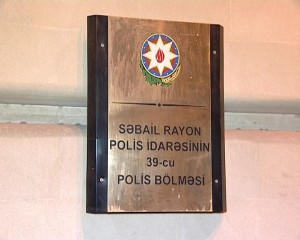 SƏBAİL RAYON
POLİS İDARƏSİNİN
39-cu
POLİS BÖLMƏSİ